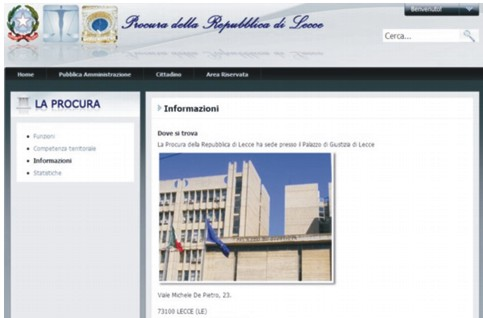 Procura della Repubblica di Lecce
Benvenuto
Cerca...
Home Pubblica Amministrazione Cittadino Area Riservata
LA PROCURA
Funzioni
Competenza territoriale
Informazioni
Statistiche
Informazioni
Dove si trova
La Procura della Repubblica di Lecce ha sede presso il Palazzo di Giustizia di Lecce
Viale Michele De Pietro, 23.
73100 LECCE (LE)